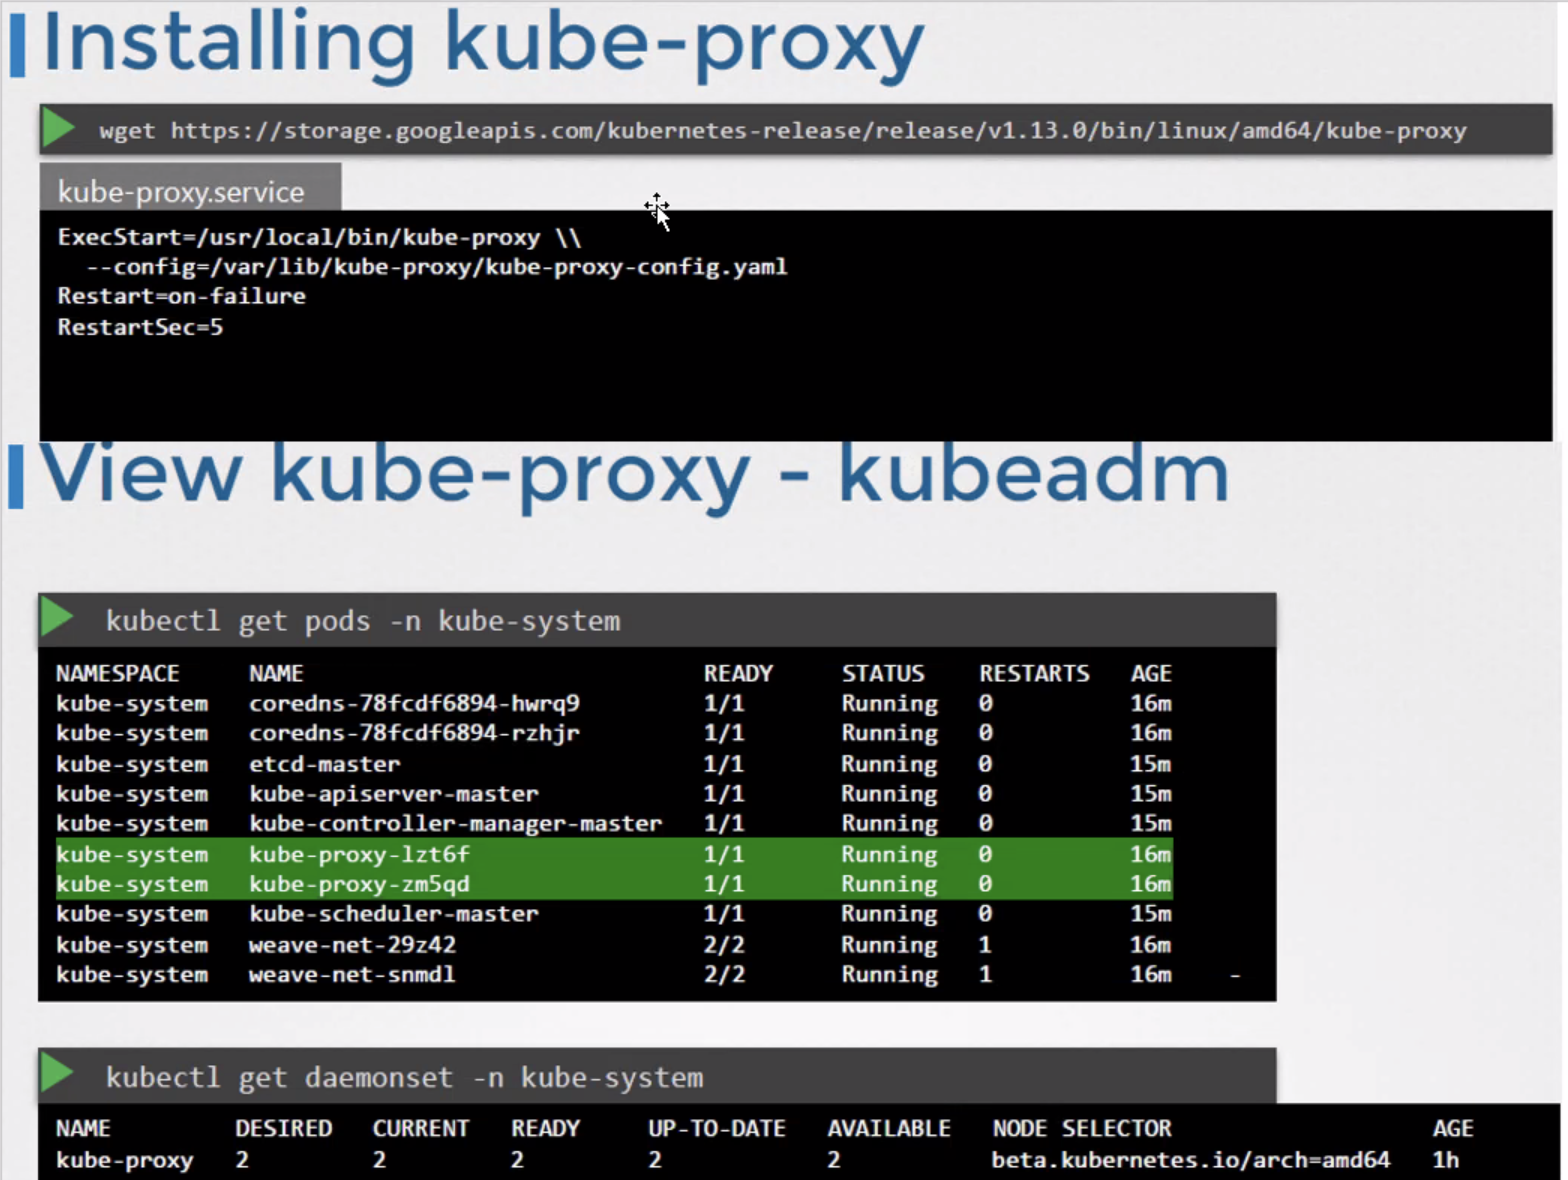 Installing kube-proxy
wget https://storage.googleapis.com/kubernetes-release/release/v1.13.0/bin/linux/amd64/kube-proxy
kube-proxy.service
ExecStart=/usr/local/bin/kube-proxy \\
--config=/var/lib/kube-proxy/kube-proxy-config.yaml
Restart=on-failure
RestartSec=5
View kube-proxy - kubeadm
kubectl get pods -n kube-system
NAMESPACE NAME READY STATUS RESTARTS AGE
kube-system coredns-78fcdf6894-hwrq9 1/1 Running 0 16m
kube-system coredns-78fcdf6894-rzhjr 1/1 Running 0 16m
kube-system etcd-master 1/1 Running 0 15m
kube-system kube-apiserver-master 1/1 Running 0 15m
kube-system kube-controller-manager-master 1/1 Running 0 15m
kube-system kube-proxy-lzt6f 1/1 Running 0 16m
kube-system kube-proxy-zm5qd 1/1 Running 0 16m
kube-system kube-scheduler-master 1/1 Running 0 15m
kube-system weave-net-29z42 2/2 Running 1 16m
kube-system weave-net-snmdl 2/2 Running 1 16m -
kubectl get daemonset -n kube-system
NAME DESIRED CURRENT READY UP-TO-DATE AVAILABLE NODE SELECTOR AGE
kube-proxy 2 2 2 2 2 beta.kubernetes.io/arch=amd64 1h